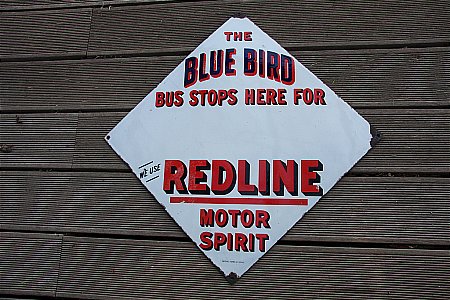 THE
BLUE BIRD
BUS STOPS HERE FOR
WE USE
REDLINE
MOTOR
SPIRIT